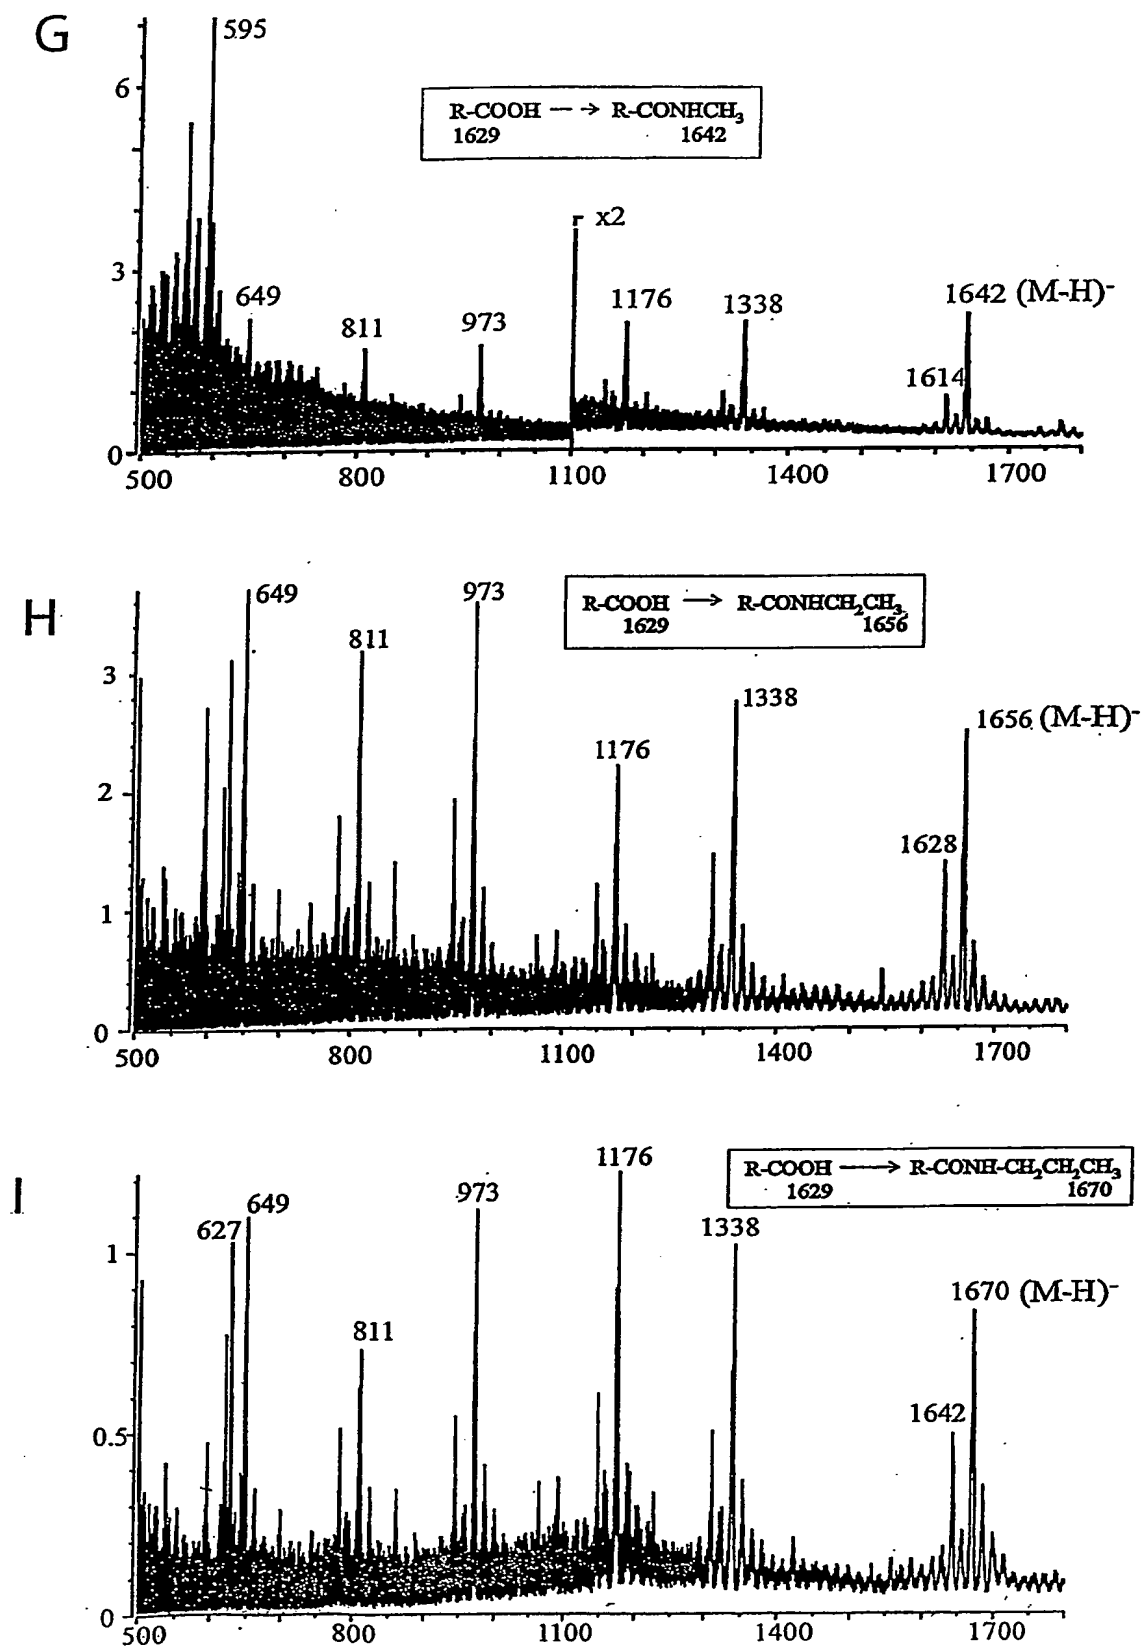 G
595
6
R-COOH --→ R-CONHCH₃
1629 1642
x2
3
649
811
973
1176
1338
1642 (M-H)⁻
1614
0
500 800 1100 1400 1700
H
649
973
R-COOH → R-CONHCH₂CH₃
1629 1656
811
3
1338
1656 (M-H)⁻
1176
2
1628
1
0
500 800 1100 1400 1700
I
1176
R-COOH → R-CONH-CH₂CH₂CH₃
1629 1670
973
649
627
1338
1
1670 (M-H)⁻
811
1642
0.5
0
500 800 1100 1400 1700